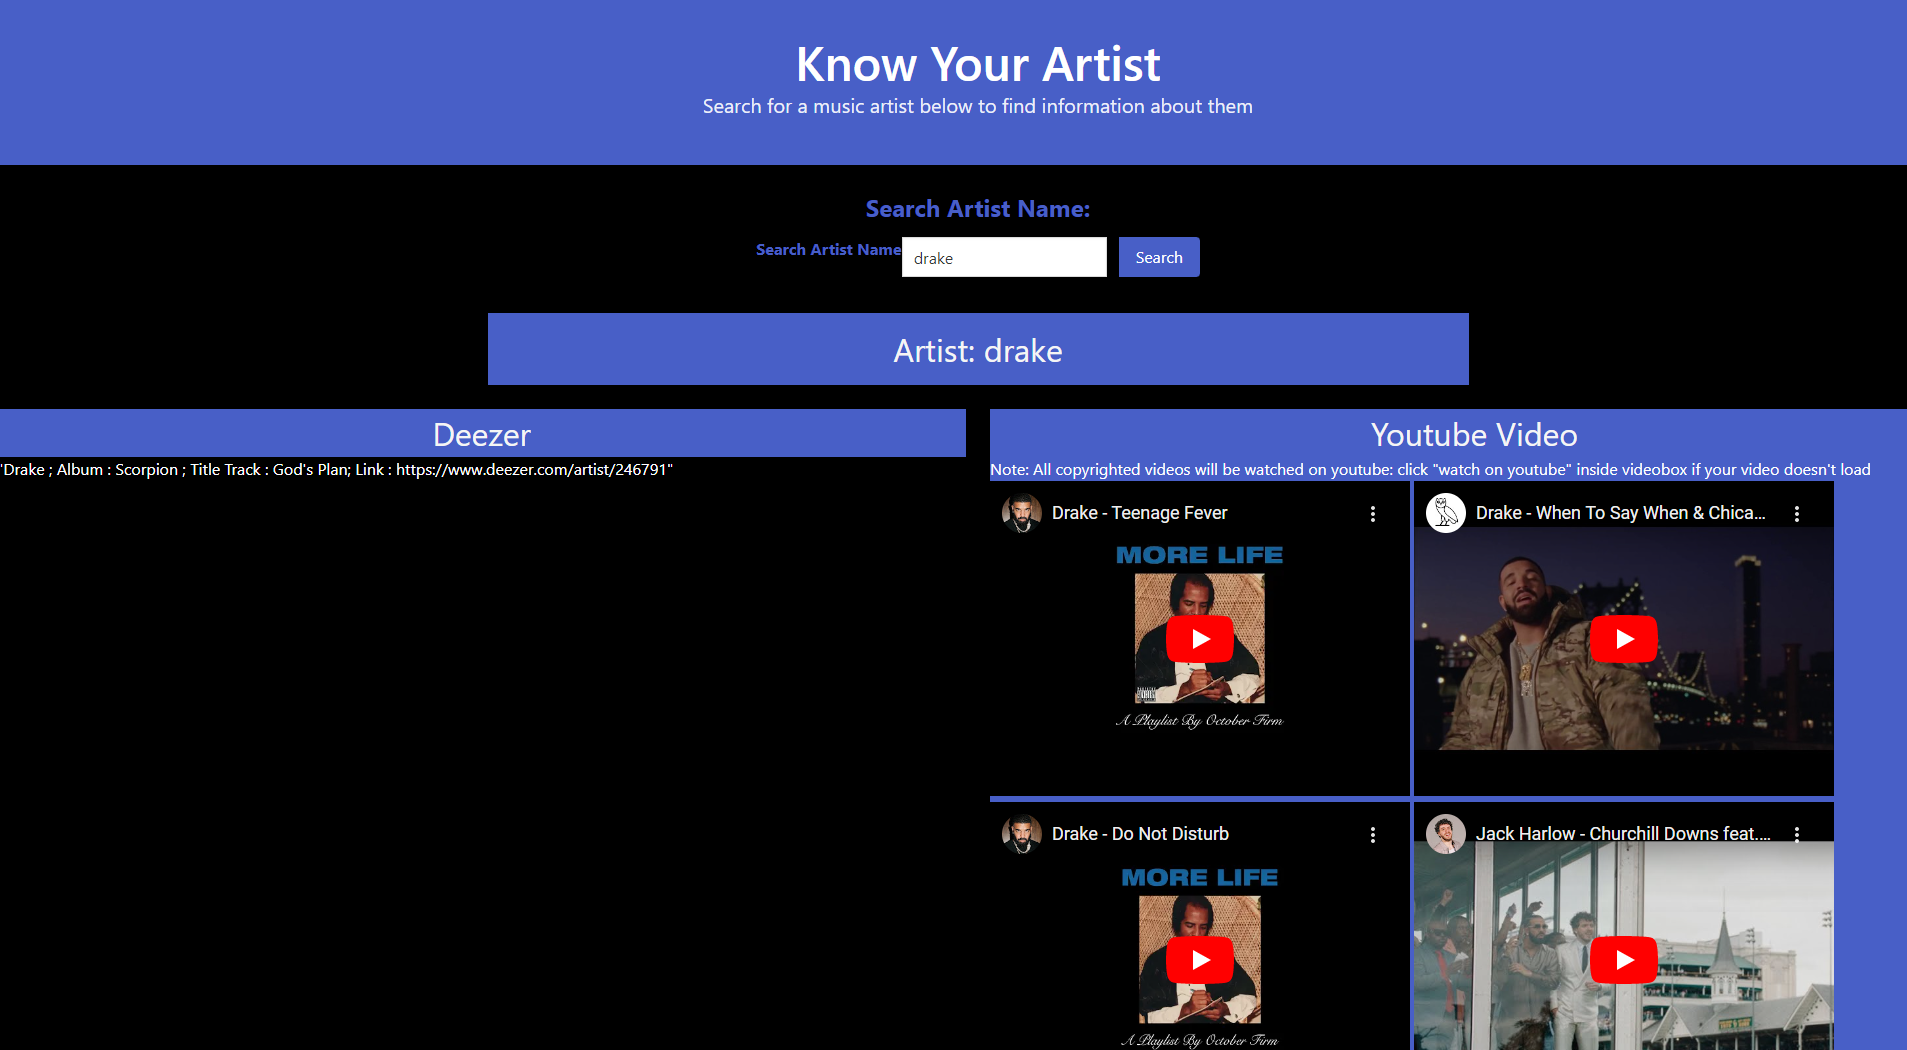 Know Your Artist
Search for a music artist below to find information about them
Search Artist Name:
Search Artist Name
drake
Search
Artist: drake
Deezer
'Drake ; Album : Scorpion ; Title Track : God's Plan; Link : https://www.deezer.com/artist/246791"
Youtube Video
Note: All copyrighted videos will be watched on youtube: click "watch on youtube" inside videobox if your video doesn't load
Drake - Teenage Fever
MORE LIFE
A Playlist By October Firm
Drake - When To Say When & Chica...
Drake - Do Not Disturb
MORE LIFE
A Playlist By October Firm
Jack Harlow - Churchill Downs feat....